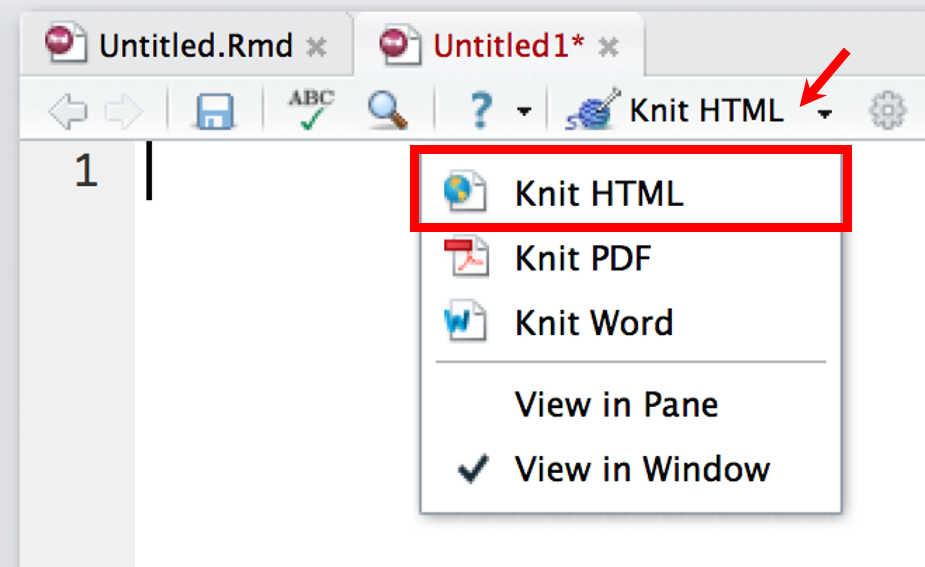 Untitled.Rmd Untitled1*
ABC ? Knit HTML
1
Knit HTML
Knit PDF
W Knit Word
View in Pane
View in Window